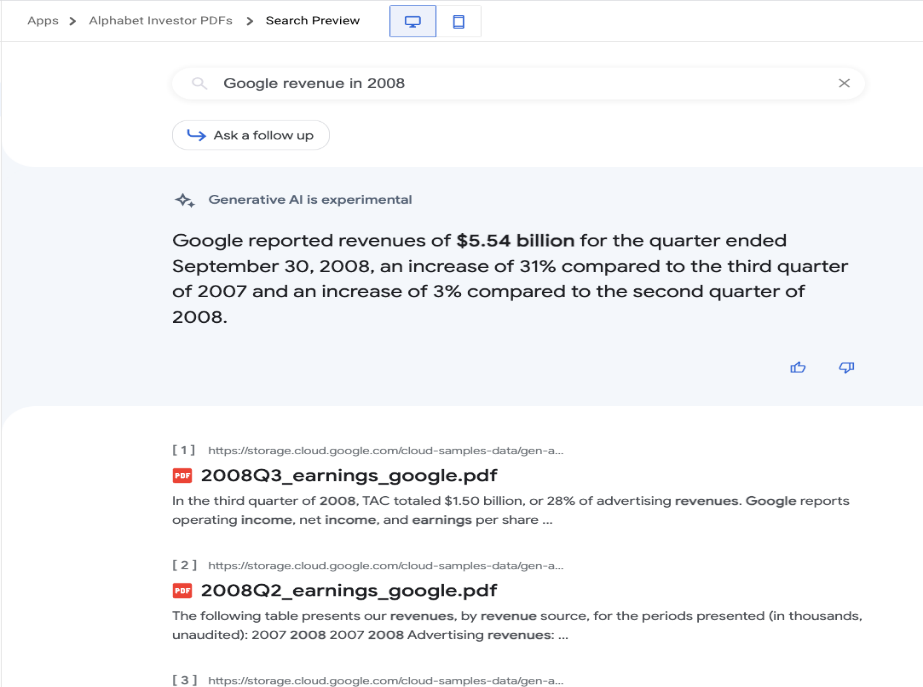 Apps > Alphabet Investor PDFs > Search Preview
Google revenue in 2008
Ask a follow up
Generative AI is experimental
Google reported revenues of $5.54 billion for the quarter ended
September 30, 2008, an increase of 31% compared to the third quarter
of 2007 and an increase of 3% compared to the second quarter of
2008.
[ 1 ] https://storage.cloud.google.com/cloud-samples-data/gen-a...
PDF 2008Q3_earnings_google.pdf
In the third quarter of 2008, TAC totaled $1.50 billion, or 28% of advertising revenues. Google reports
operating income, net income, and earnings per share ...
[ 2 ] https://storage.cloud.google.com/cloud-samples-data/gen-a...
PDF 2008Q2_earnings_google.pdf
The following table presents our revenues, by revenue source, for the periods presented (in thousands,
unaudited): 2007 2008 2007 2008 Advertising revenues: ...
[ 3 ] https://storage.cloud.google.com/cloud-samples-data/gen-a...